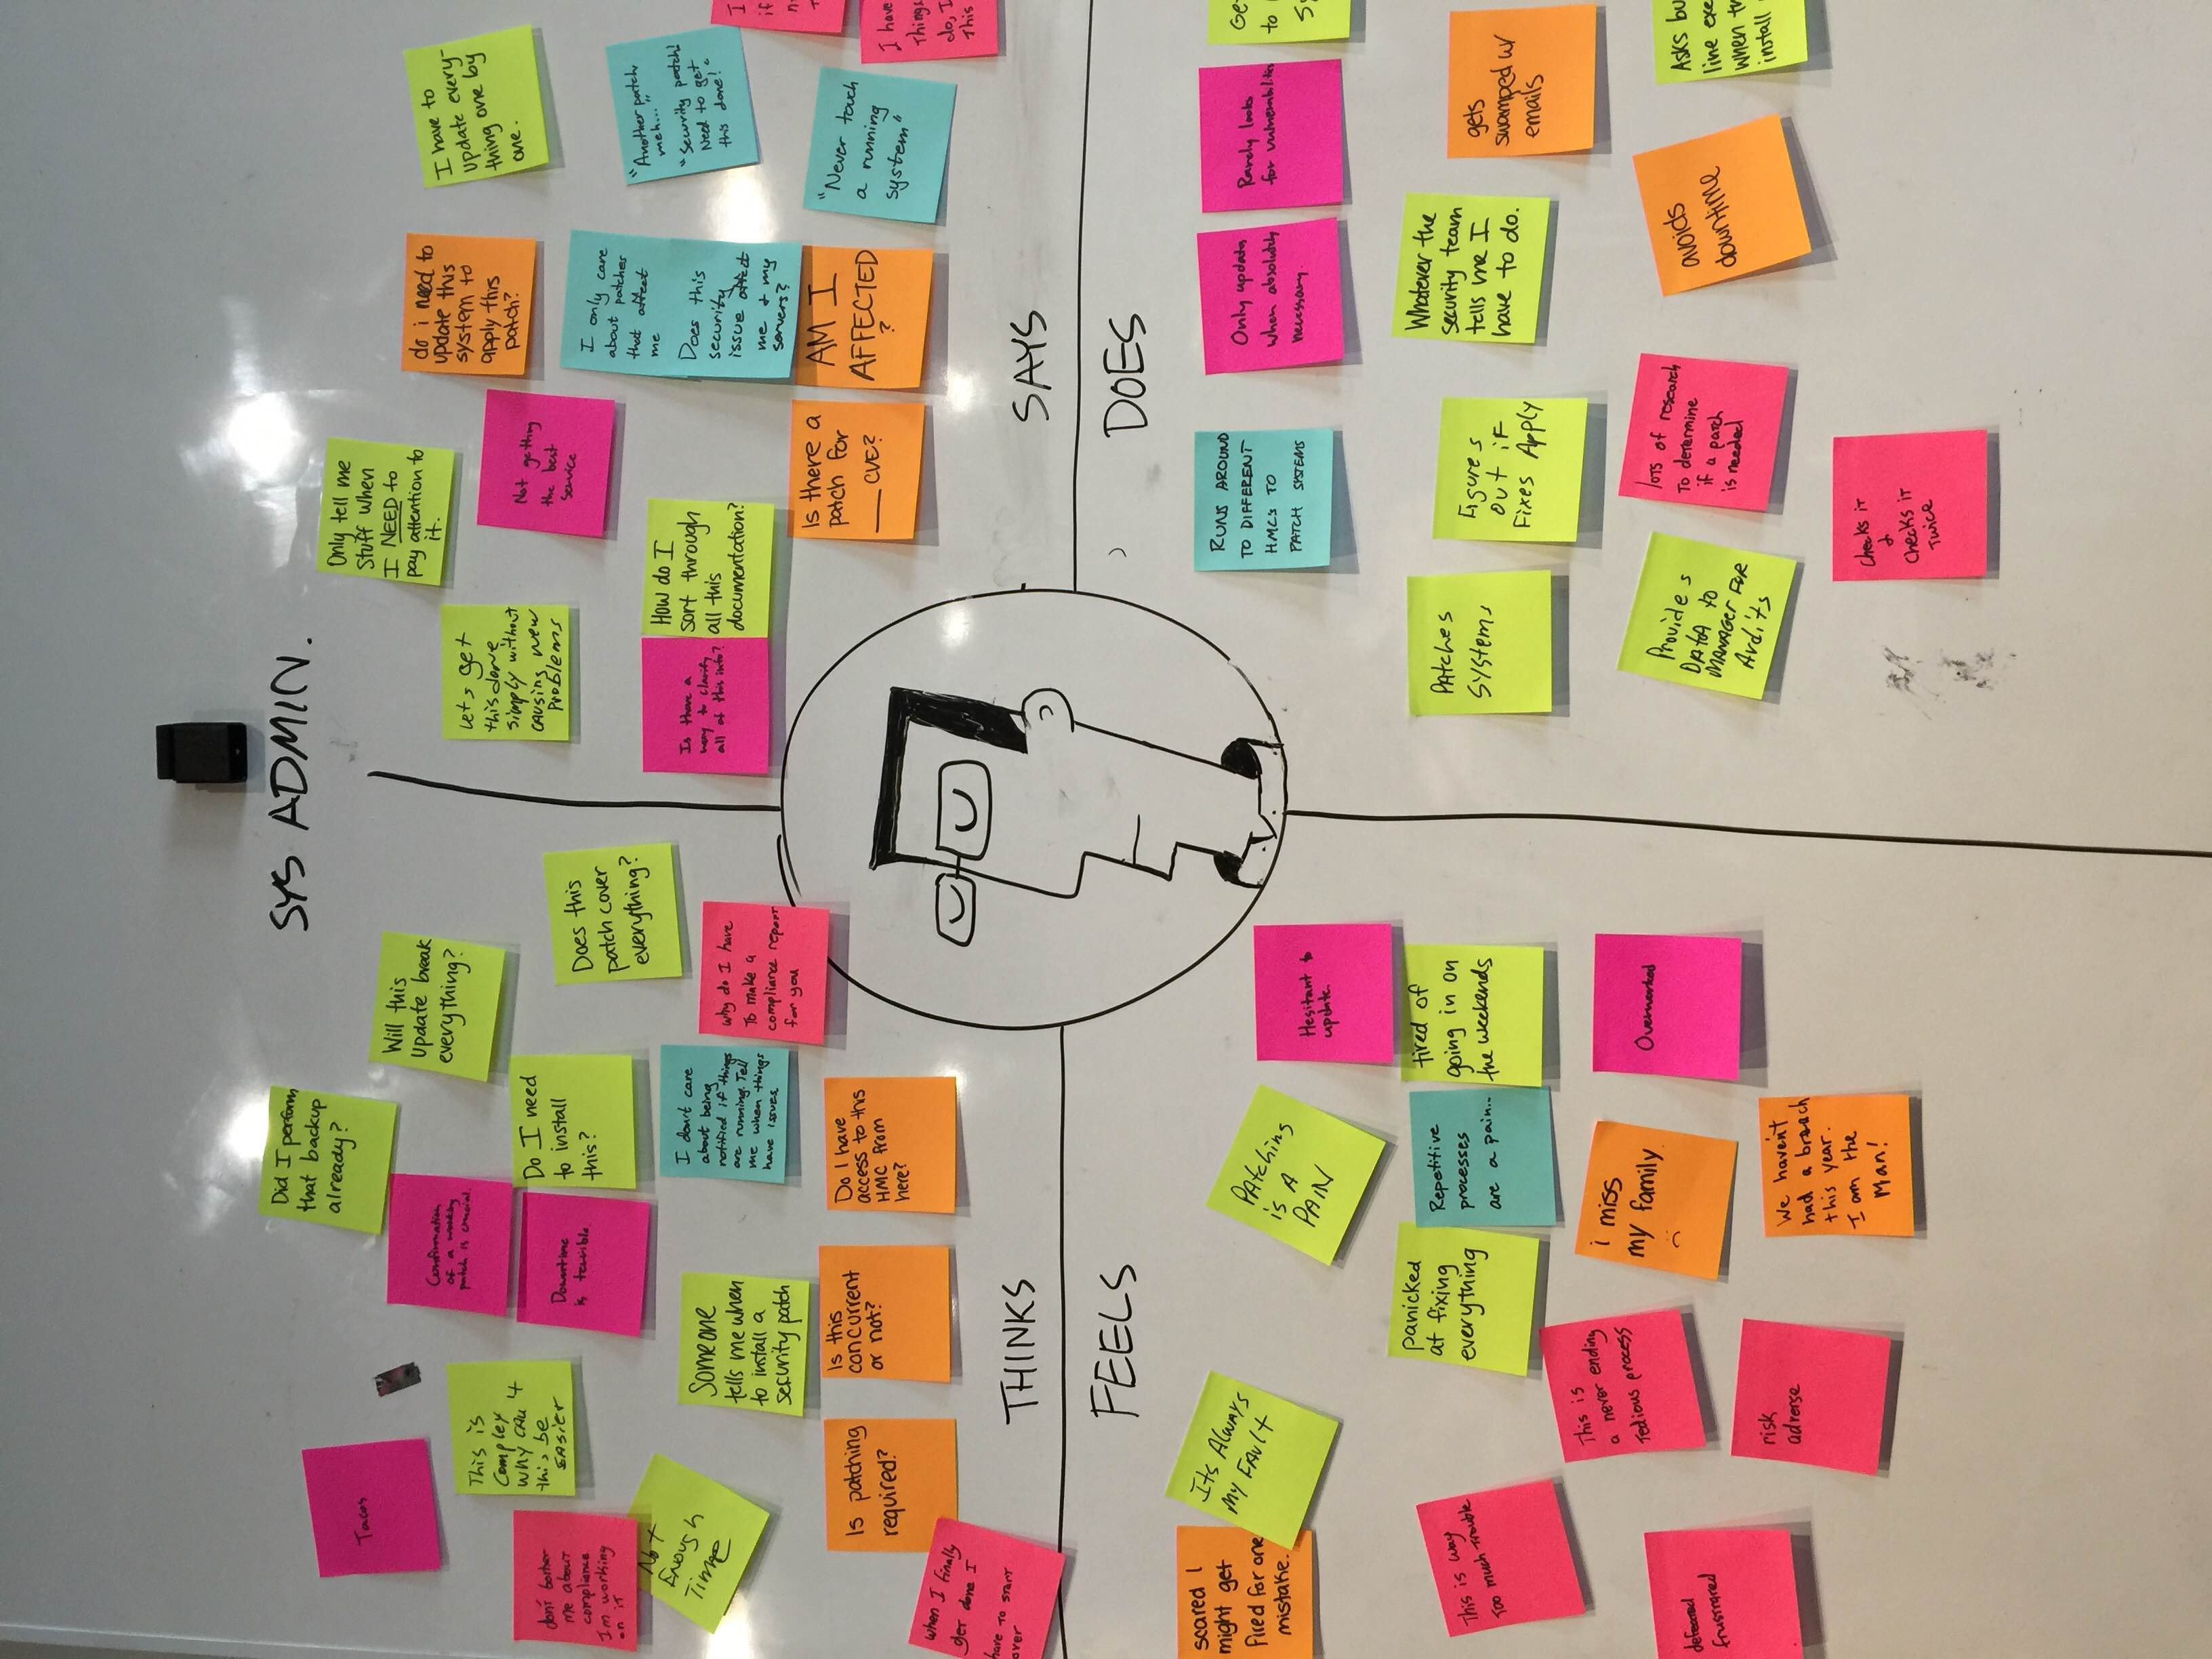 SYS ADMIN.
Tacos
Did I perform
that backup
already?
Confirmation
of a working
patch is crucial.
Will this
update break
everything?
This is
Complex
why can't
this be
EASiEr
don't bother
me about
compliance
Im working
on iT
Downtime
is terrible.
Do I need
to install
this?
Does this
patch cover
everything?
Not
Enough
Time
Someone
tells me when
to install a
security patch
I don't care
about being
notified if things
are running. Tell
me when things
have issues.
why do I have
To make a
compliance report
for you
Is patching
required?
Is this
concurrent
or not?
Do I have
access to this
HMC from
here?
when I finally
get done I
have to start
over
THINKS
Only tell me
stuff when
I NEED to
pay attention to
it.
Let's get
this done
simply without
causing new
Problems
Not getting
the best
service
do i need to
update this
system to
apply this
patch?
I have to
update every-
thing one by
one.
Is there a
way to clarify
all of this info?
How do I
sort through
all this
documentation?
I only care
about patches
that affect
me
Does this
security
issue affect
me & my
servers?
"Another patch,
meh..."
"Security patch!
Need to get
this done!"
I
if
Is there a
patch for
___ CVE?
AM I
AFFECTED
?
"Never touch
a running
system"
I have
Things
do, I
This
SAYS
FEELS
scared I
might get
fired for one
mistake.
Its Always
my FAult
PAtching
is A
PAiN
Hesitant to
update.
This is way
Too much Trouble
panicked
at fixing
everything
Repetitive
processes
are a pain...
tired of
going in on
the weekends
This is
a never ending
Tedious process
i miss
my family.
Overworked
defeated
frustrated
risk
adverse
We haven't
had a breach
this year.
I am the
Man!
DOES
RUNS AROUND
TO DIFFERENT
HMC's TO
PATCH SYSTEMS
Only updates
when absolutely
necessary.
Rarely looks
for vulnerabilities
Ge
to
Sy
PAtches
Systems
Figures
out if
Fixes Apply
Whatever the
security team
tells me I
have to do.
gets
swamped w/
emails
Provides
DAtA to
MANAGER FOR
Audits
lots of research
To determine
if a patch
is needed
avoids
downtime
Asks bu
line exe
when t
install
Checks iT
&
Checks iT
Twice